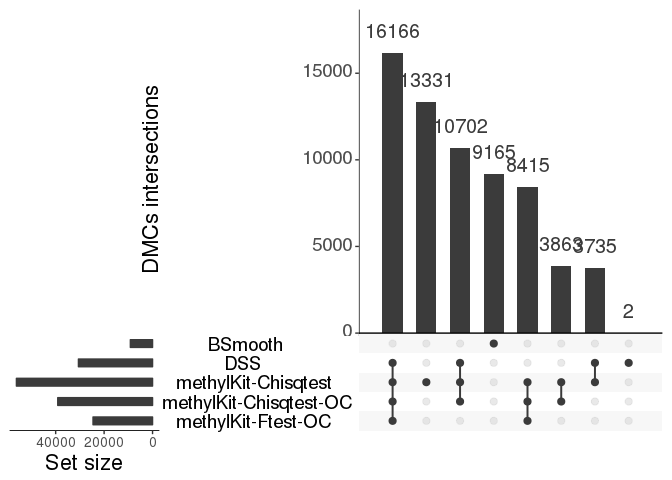 16166
13331
10702
9165
8415
3863
3735
2
15000
10000
5000
0
DMCs intersections
BSmooth
DSS
methylKit-Chisqtest
methylKit-Chisqtest-OC
methylKit-Ftest-OC
40000 20000 0
Set size